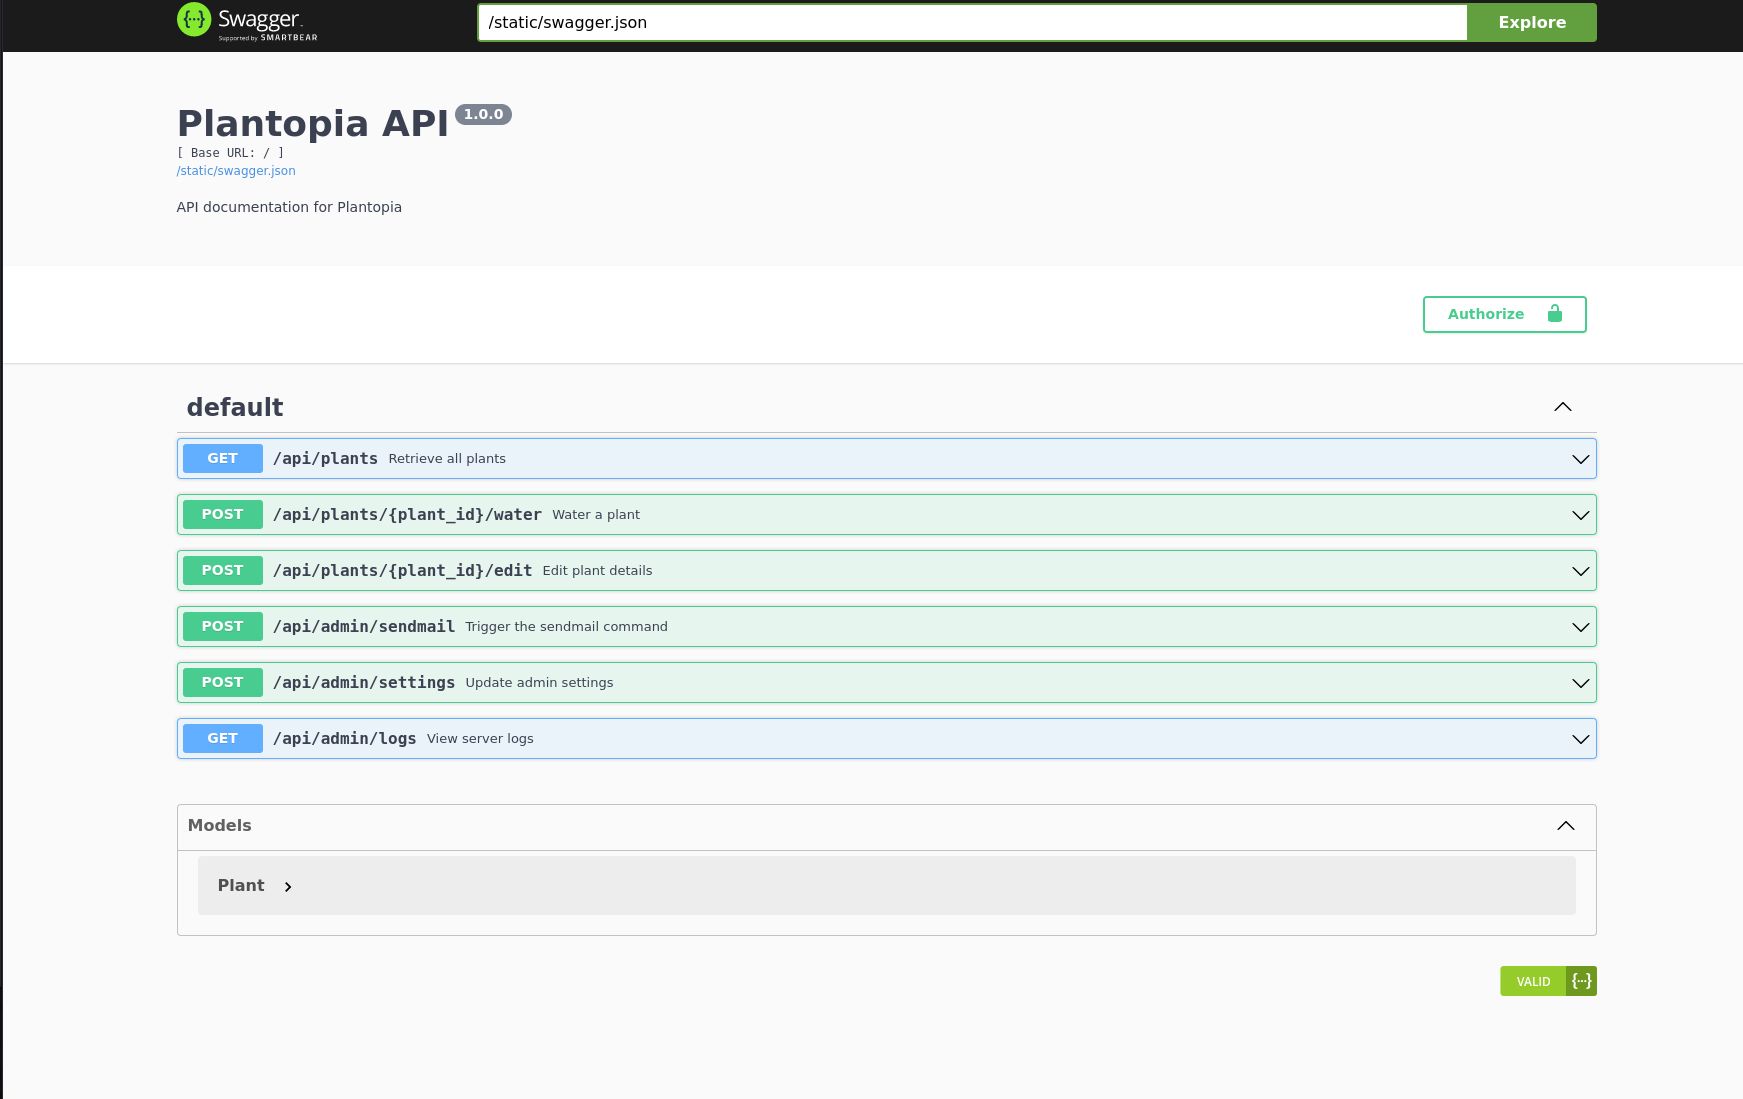 Swagger.
Supported by SMARTBEAR
/static/swagger.json
Explore
Plantopia API 1.0.0
[ Base URL: / ]
/static/swagger.json
API documentation for Plantopia
Authorize
default
GET /api/plants Retrieve all plants
POST /api/plants/{plant_id}/water Water a plant
POST /api/plants/{plant_id}/edit Edit plant details
POST /api/admin/sendmail Trigger the sendmail command
POST /api/admin/settings Update admin settings
GET /api/admin/logs View server logs
Models
Plant
VALID {···}